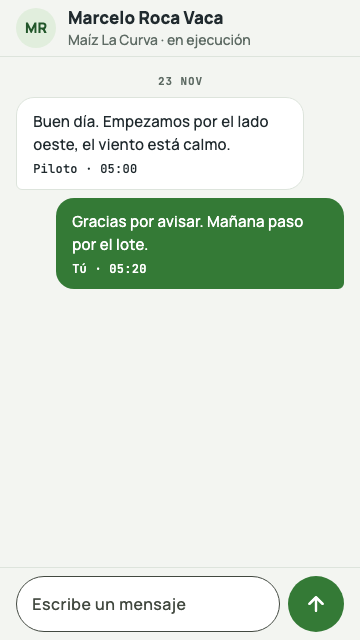 MR
Marcelo Roca Vaca
Maíz La Curva · en ejecución
23 NOV
Buen día. Empezamos por el lado
oeste, el viento está calmo.
Piloto · 05:00
Gracias por avisar. Mañana paso
por el lote.
Tú · 05:20
Escribe un mensaje